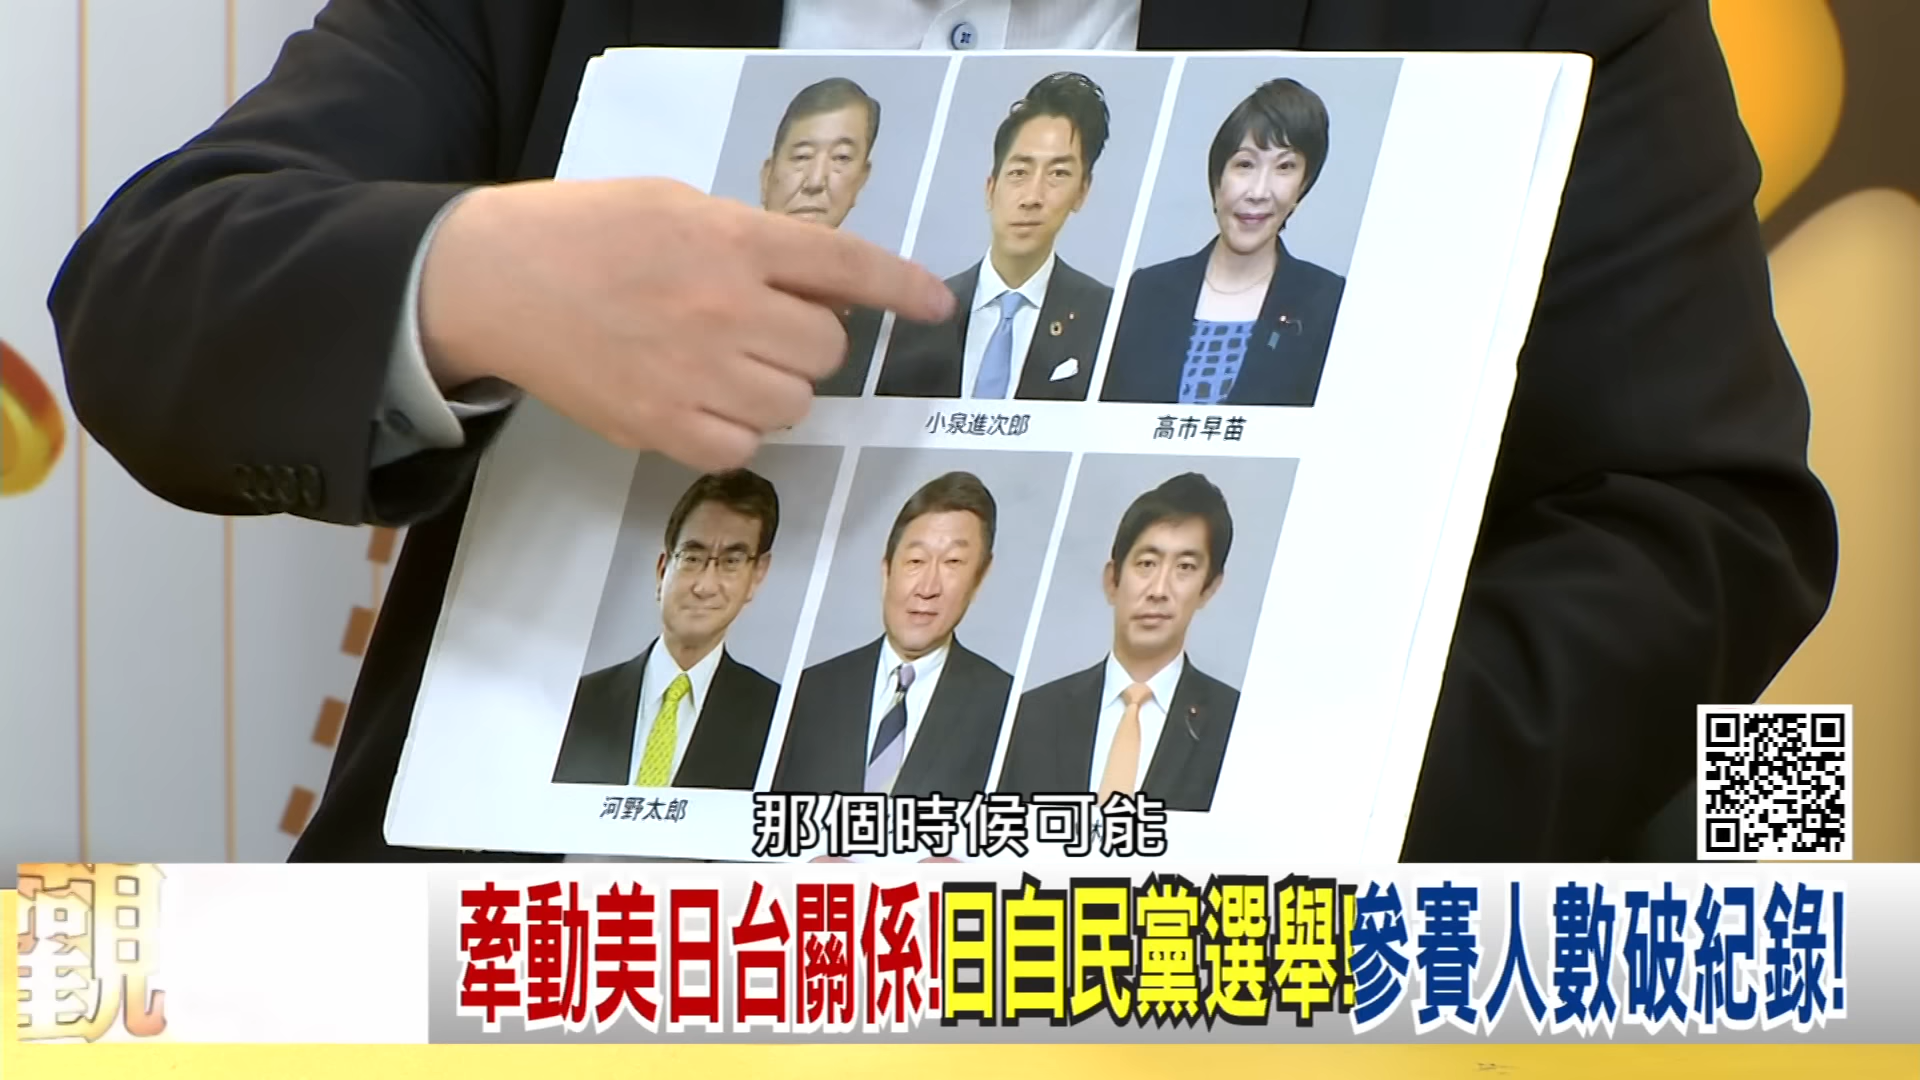 小泉進次郎
高市早苗
河野太郎
那個時候可能
觀
牽動美日台關係!日自民黨選舉!參賽人數破紀錄!